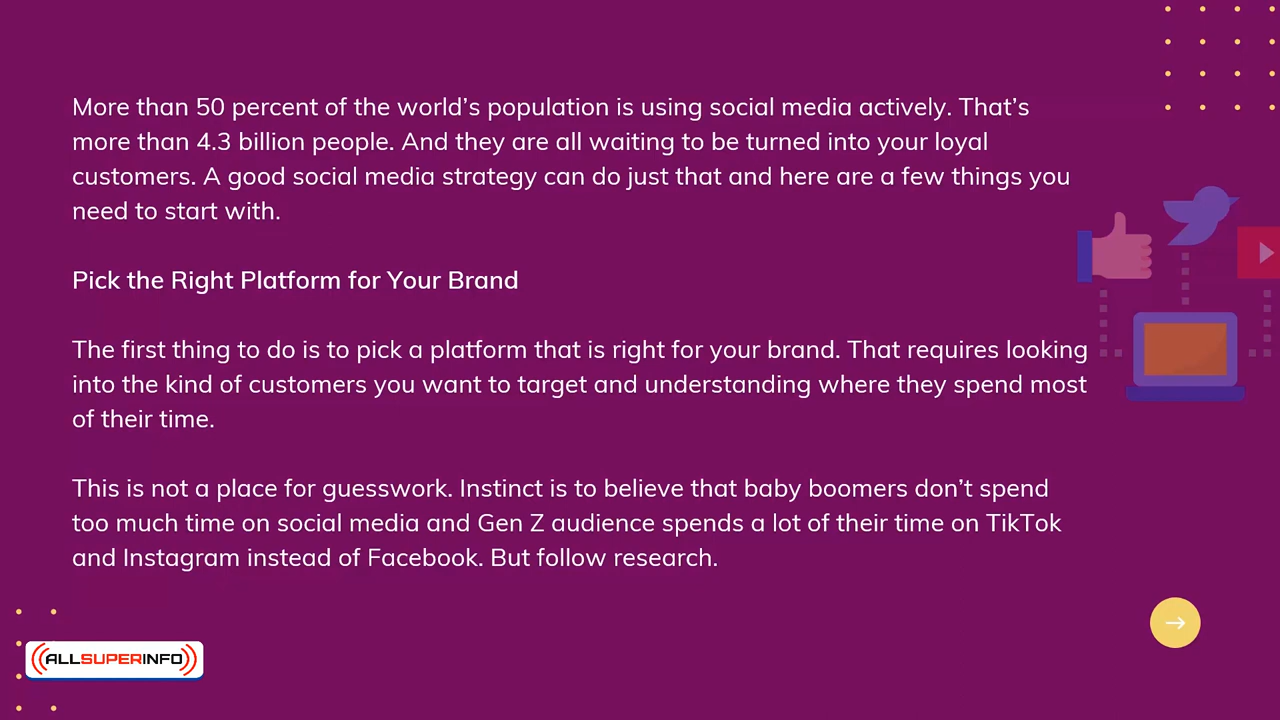 More than 50 percent of the world’s population is using social media actively. That’s
more than 4.3 billion people. And they are all waiting to be turned into your loyal
customers. A good social media strategy can do just that and here are a few things you
need to start with.
Pick the Right Platform for Your Brand
The first thing to do is to pick a platform that is right for your brand. That requires looking
into the kind of customers you want to target and understanding where they spend most
of their time.
This is not a place for guesswork. Instinct is to believe that baby boomers don’t spend
too much time on social media and Gen Z audience spends a lot of their time on TikTok
and Instagram instead of Facebook. But follow research.
ALLSUPERINFO